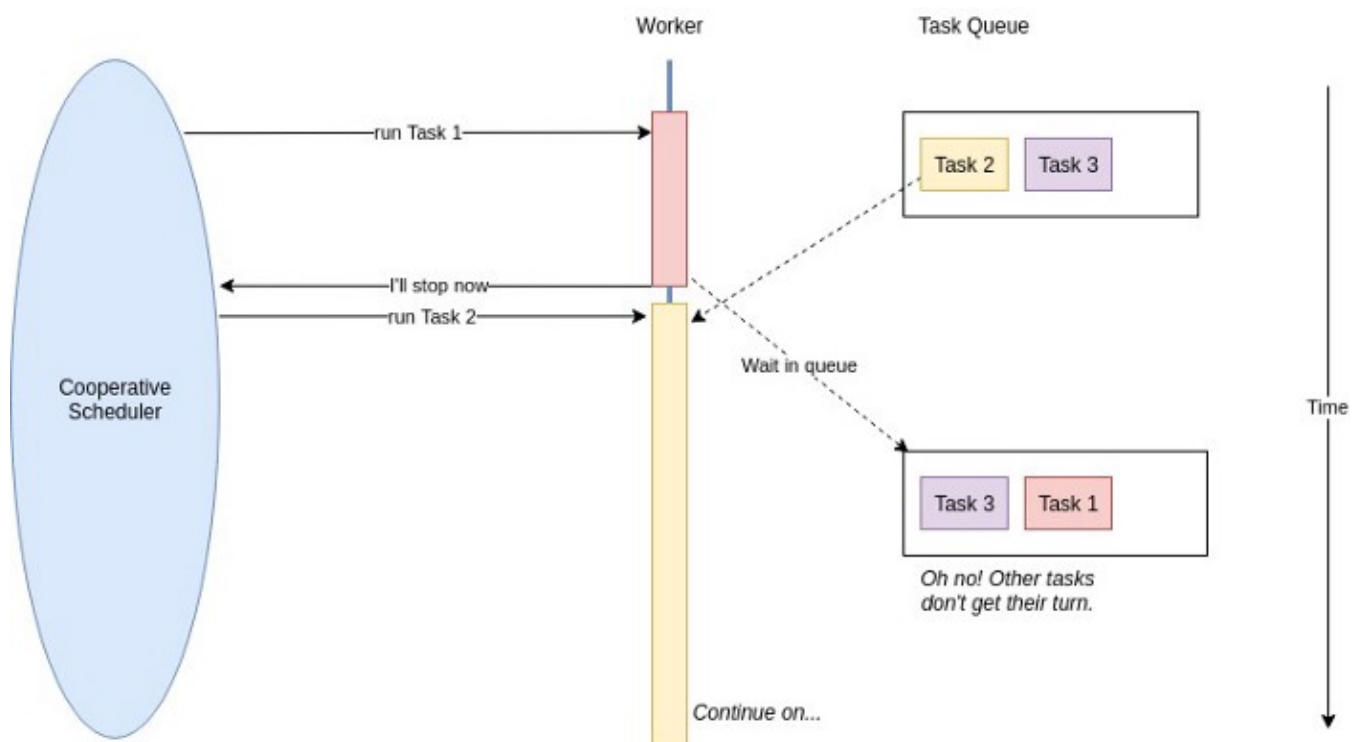 Worker
Task Queue
run Task 1
Task 2
Task 3
I'll stop now
run Task 2
Wait in queue
Cooperative
Scheduler
Time
Task 3
Task 1
Oh no! Other tasks
don't get their turn.
Continue on...